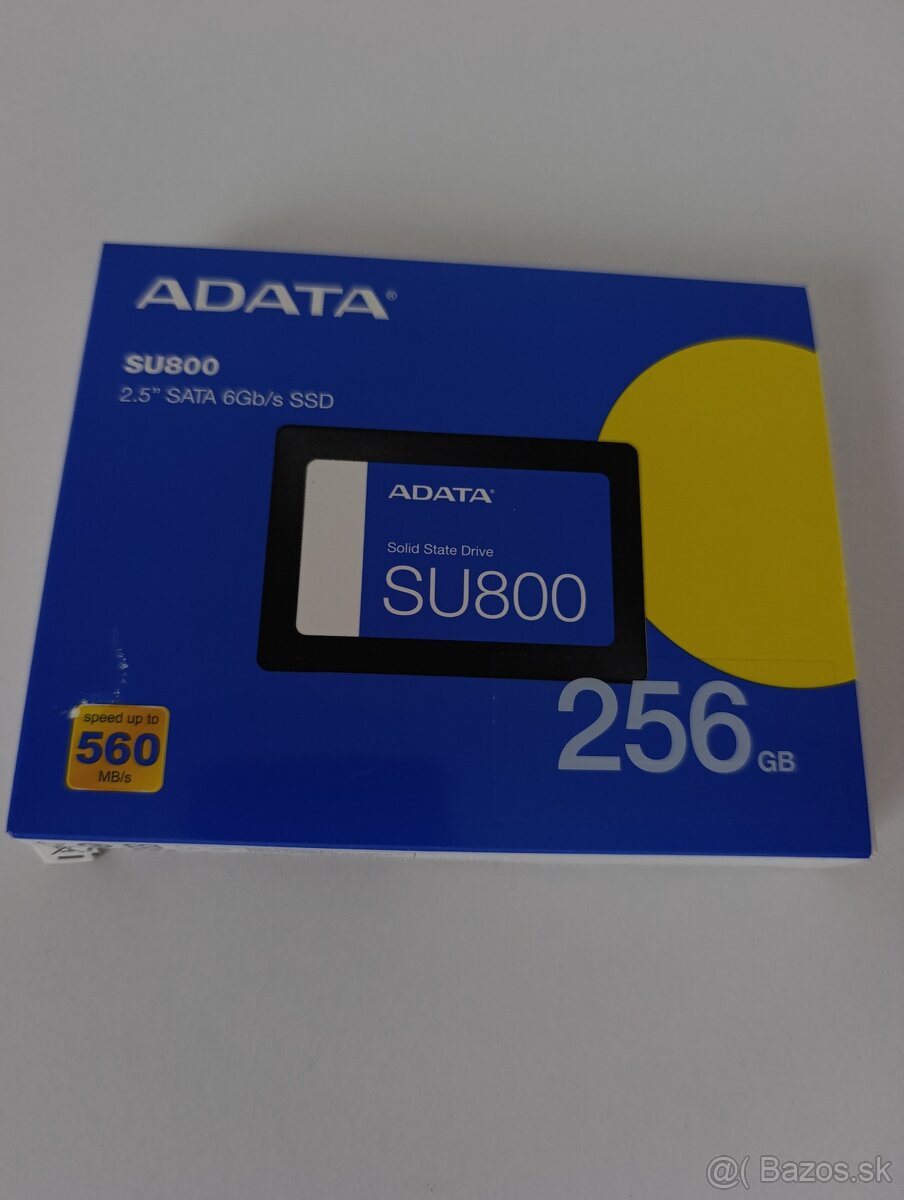 ADATA®
SU800
2.5" SATA 6Gb/s SSD
ADATA®
Solid State Drive
SU800
256 GB
speed up to
560
MB/s
@( Bazos.sk